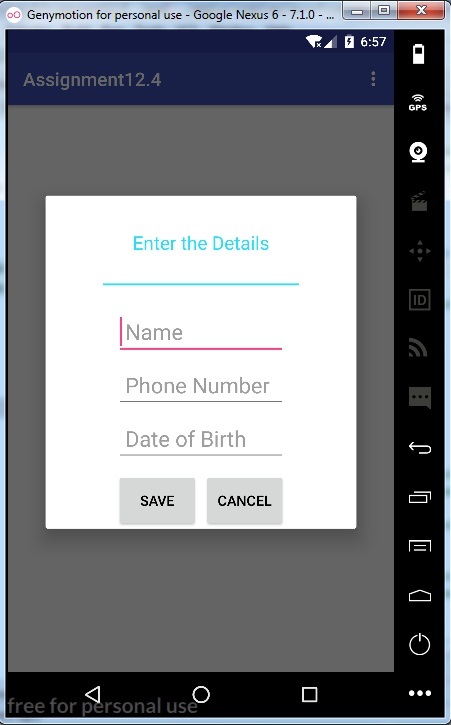 Genymotion for personal use - Google Nexus 6 - 7.1.0 - ...
6:57
Assignment12.4
GPS
Enter the Details
Name
Phone Number
Date of Birth
ID
SAVE CANCEL
free for personal use